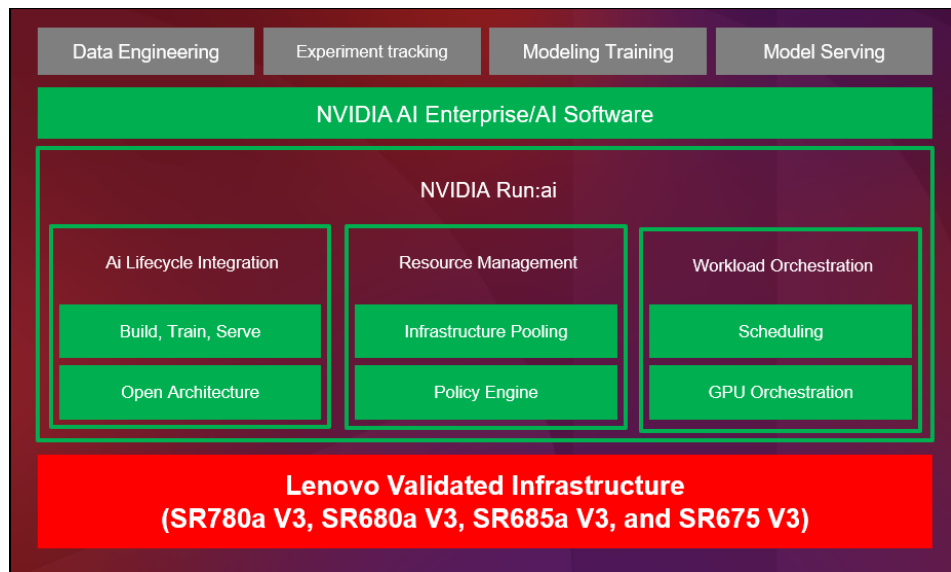 Data Engineering
Experiment tracking
Modeling Training
Model Serving
NVIDIA AI Enterprise/AI Software
NVIDIA Run:ai
Ai Lifecycle Integration
Build, Train, Serve
Open Architecture
Resource Management
Infrastructure Pooling
Policy Engine
Workload Orchestration
Scheduling
GPU Orchestration
Lenovo Validated Infrastructure
(SR780a V3, SR680a V3, SR685a V3, and SR675 V3)